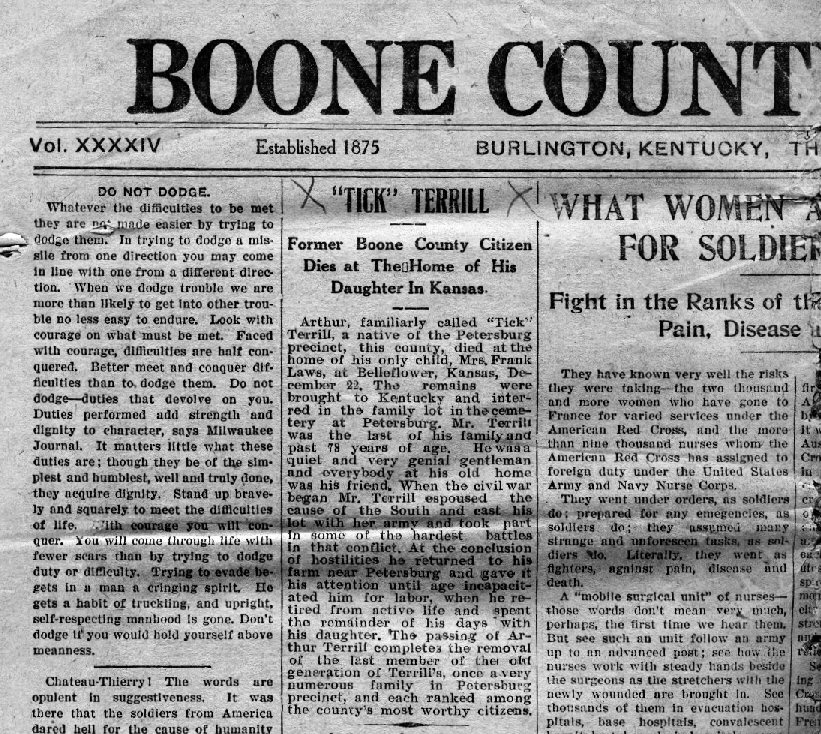 BOONE COUNT
Vol. XXXXIV Established 1875 BURLINGTON, KENTUCKY, TH
DO NOT DODGE.
Whatever the difficulties to be met
they are not made easier by trying to
dodge them. In trying to dodge a mis-
sile from one direction you may come
in line with one from a different direc-
tion. When we dodge trouble we are
more than likely to get into other trou-
ble no less easy to endure. Look with
courage on what must be met. Faced
with courage, difficulties are half con-
quered. Better meet and conquer dif-
ficulties than to dodge them. Do not
dodge—duties that devolve on you.
Duties performed add strength and
dignity to character, says Milwaukee
Journal. It matters little what these
duties are; though they be of the sim-
plest and humblest, well and truly done,
they acquire dignity. Stand up brave-
ly and squarely to meet the difficulties
of life. With courage you will con-
quer. You will come through life with
fewer scars than by trying to dodge
duty or difficulty. Trying to evade be-
gets in a man a cringing spirit. He
gets a habit of truckling, and upright,
self-respecting manhood is gone. Don't
dodge if you would hold yourself above
meanness.
Chateau-Thierry! The words are
opulent in suggestiveness. It was
there that the soldiers from America
dared hell for the cause of humanity
"TICK" TERRILL
Former Boone County Citizen
Dies at The Home of His
Daughter In Kansas.
Arthur, familiarly called "Tick"
Terrill, a native of the Petersburg
precinct, this county, died at the
home of his only child, Mrs. Frank
Laws, at Belleflower, Kansas, De-
cember 22. The remains were
brought to Kentucky and inter-
red in the family lot in the ceme-
tery at Petersburg. Mr. Terrill
was the last of his family and
past 78 years of age. He was a
quiet and very genial gentleman
and everybody at his old home
was his friend. When the civil war
began Mr. Terrill espoused the
cause of the South and cast his
lot with her army and took part
in some of the hardest battles
in that conflict. At the conclusion
of hostilities he returned to his
farm near Petersburg and gave it
his attention until age incapacit-
ated him for labor, when he re-
tired from active life and spent
the remainder of his days with
his daughter. The passing of Ar-
thur Terrill completes the removal
of the last member of the old
generation of Terrill's, once a very
numerous family in Petersburg
precinct, and each ranked among
the county's most worthy citizens.
WHAT WOMEN A
FOR SOLDIER
Fight in the Ranks of th
Pain, Disease
They have known very well the risks
they were taking—the two thousand
and more women who have gone to
France for varied services under the
American Red Cross, and the more
than nine thousand nurses whom the
American Red Cross has assigned to
foreign duty under the United States
Army and Navy Nurse Corps.
They went under orders, as soldiers
do; prepared for any emegencies, as
soldiers do; they assumed many
strange and unforeseen tasks, as sol-
diers do. Literally, they went as
fighters, against pain, disease and
death.
A "mobile surgical unit" of nurses—
those words don't mean very much,
perhaps, the first time we hear them.
But see such an unit follow an army
up to an advanced post; see how the
nurses work with steady hands beside
the surgeons as the stretchers with the
newly wounded are brought in. See
thousands of them in evacuation hos-
pitals, base hospitals, convalescent